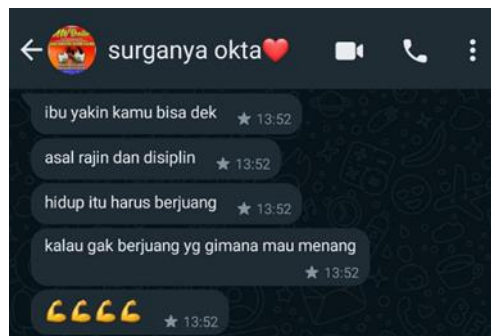 surganya okta❤️
ibu yakin kamu bisa dek ★ 13:52
asal rajin dan disiplin ★ 13:52
hidup itu harus berjuang ★ 13:52
kalau gak berjuang yg gimana mau menang
★ 13:52
💪💪💪💪 ★ 13:52